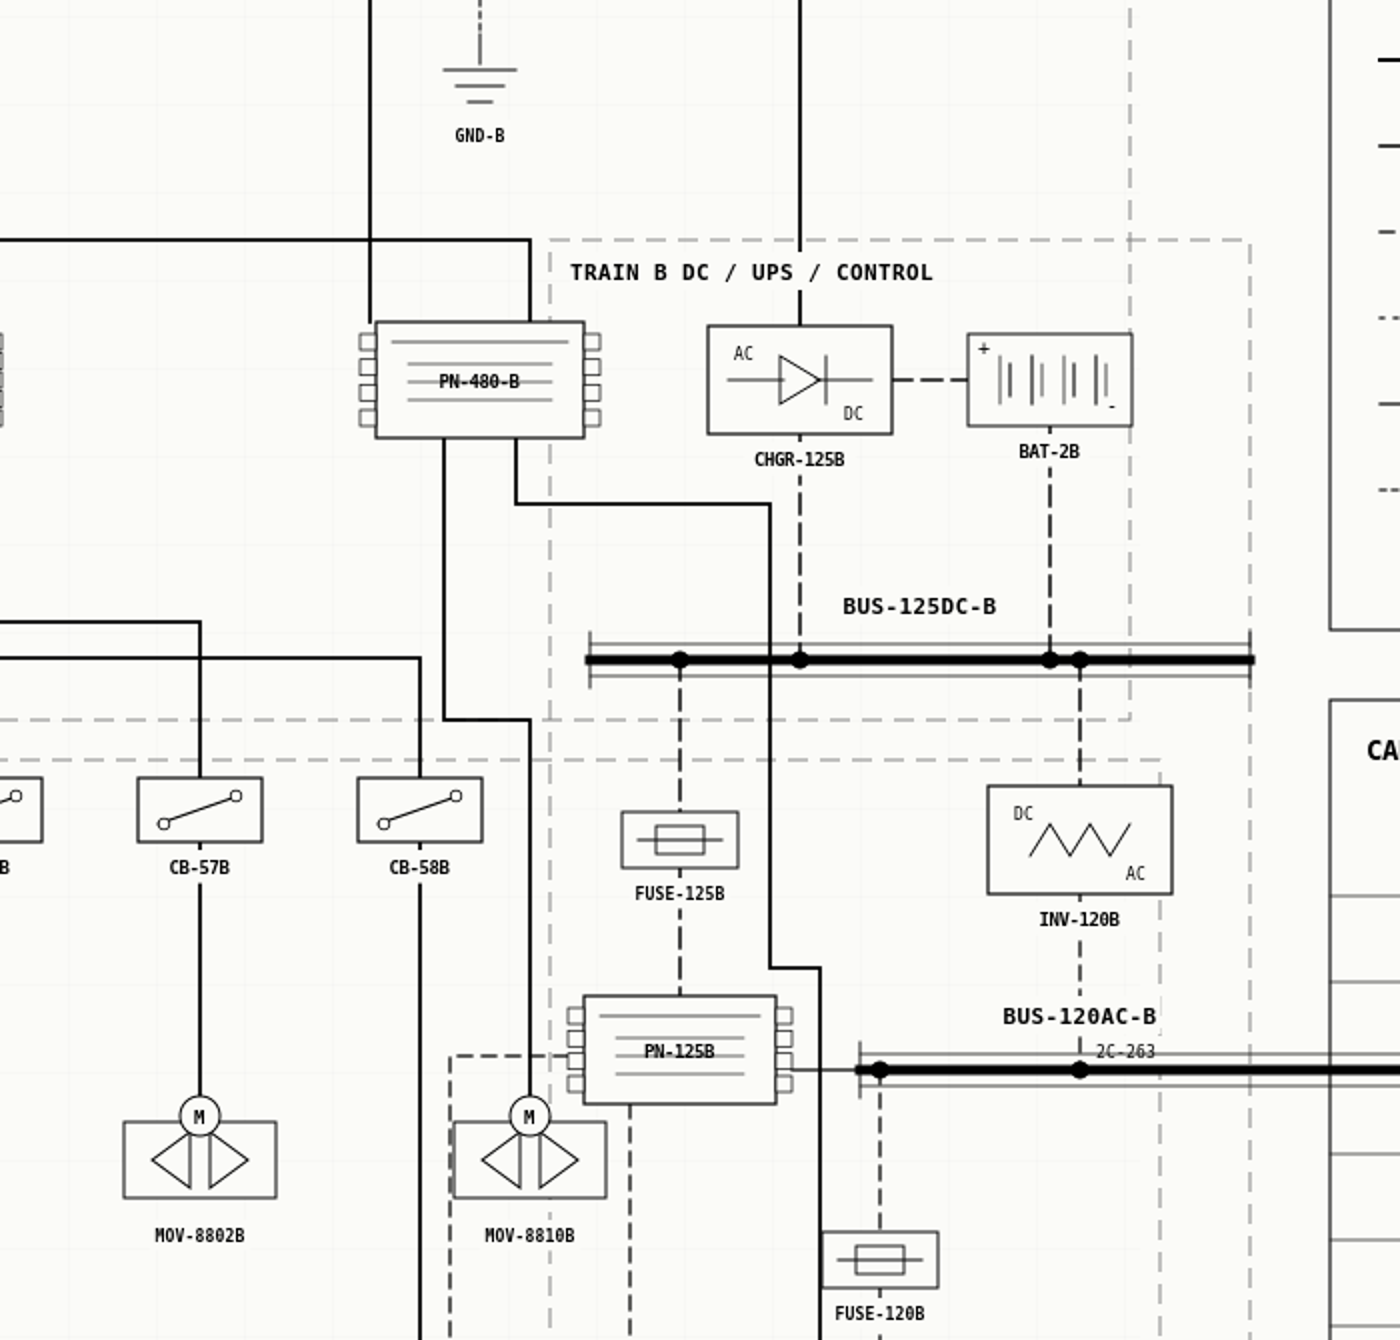 GND-B
TRAIN B DC / UPS / CONTROL
PN-480-B
AC
DC
CHGR-125B
+
-
BAT-2B
BUS-125DC-B
CA
B
CB-57B
CB-58B
FUSE-125B
DC
AC
INV-120B
BUS-120AC-B
2C-263
PN-125B
M
M
MOV-8802B
MOV-8810B
FUSE-120B